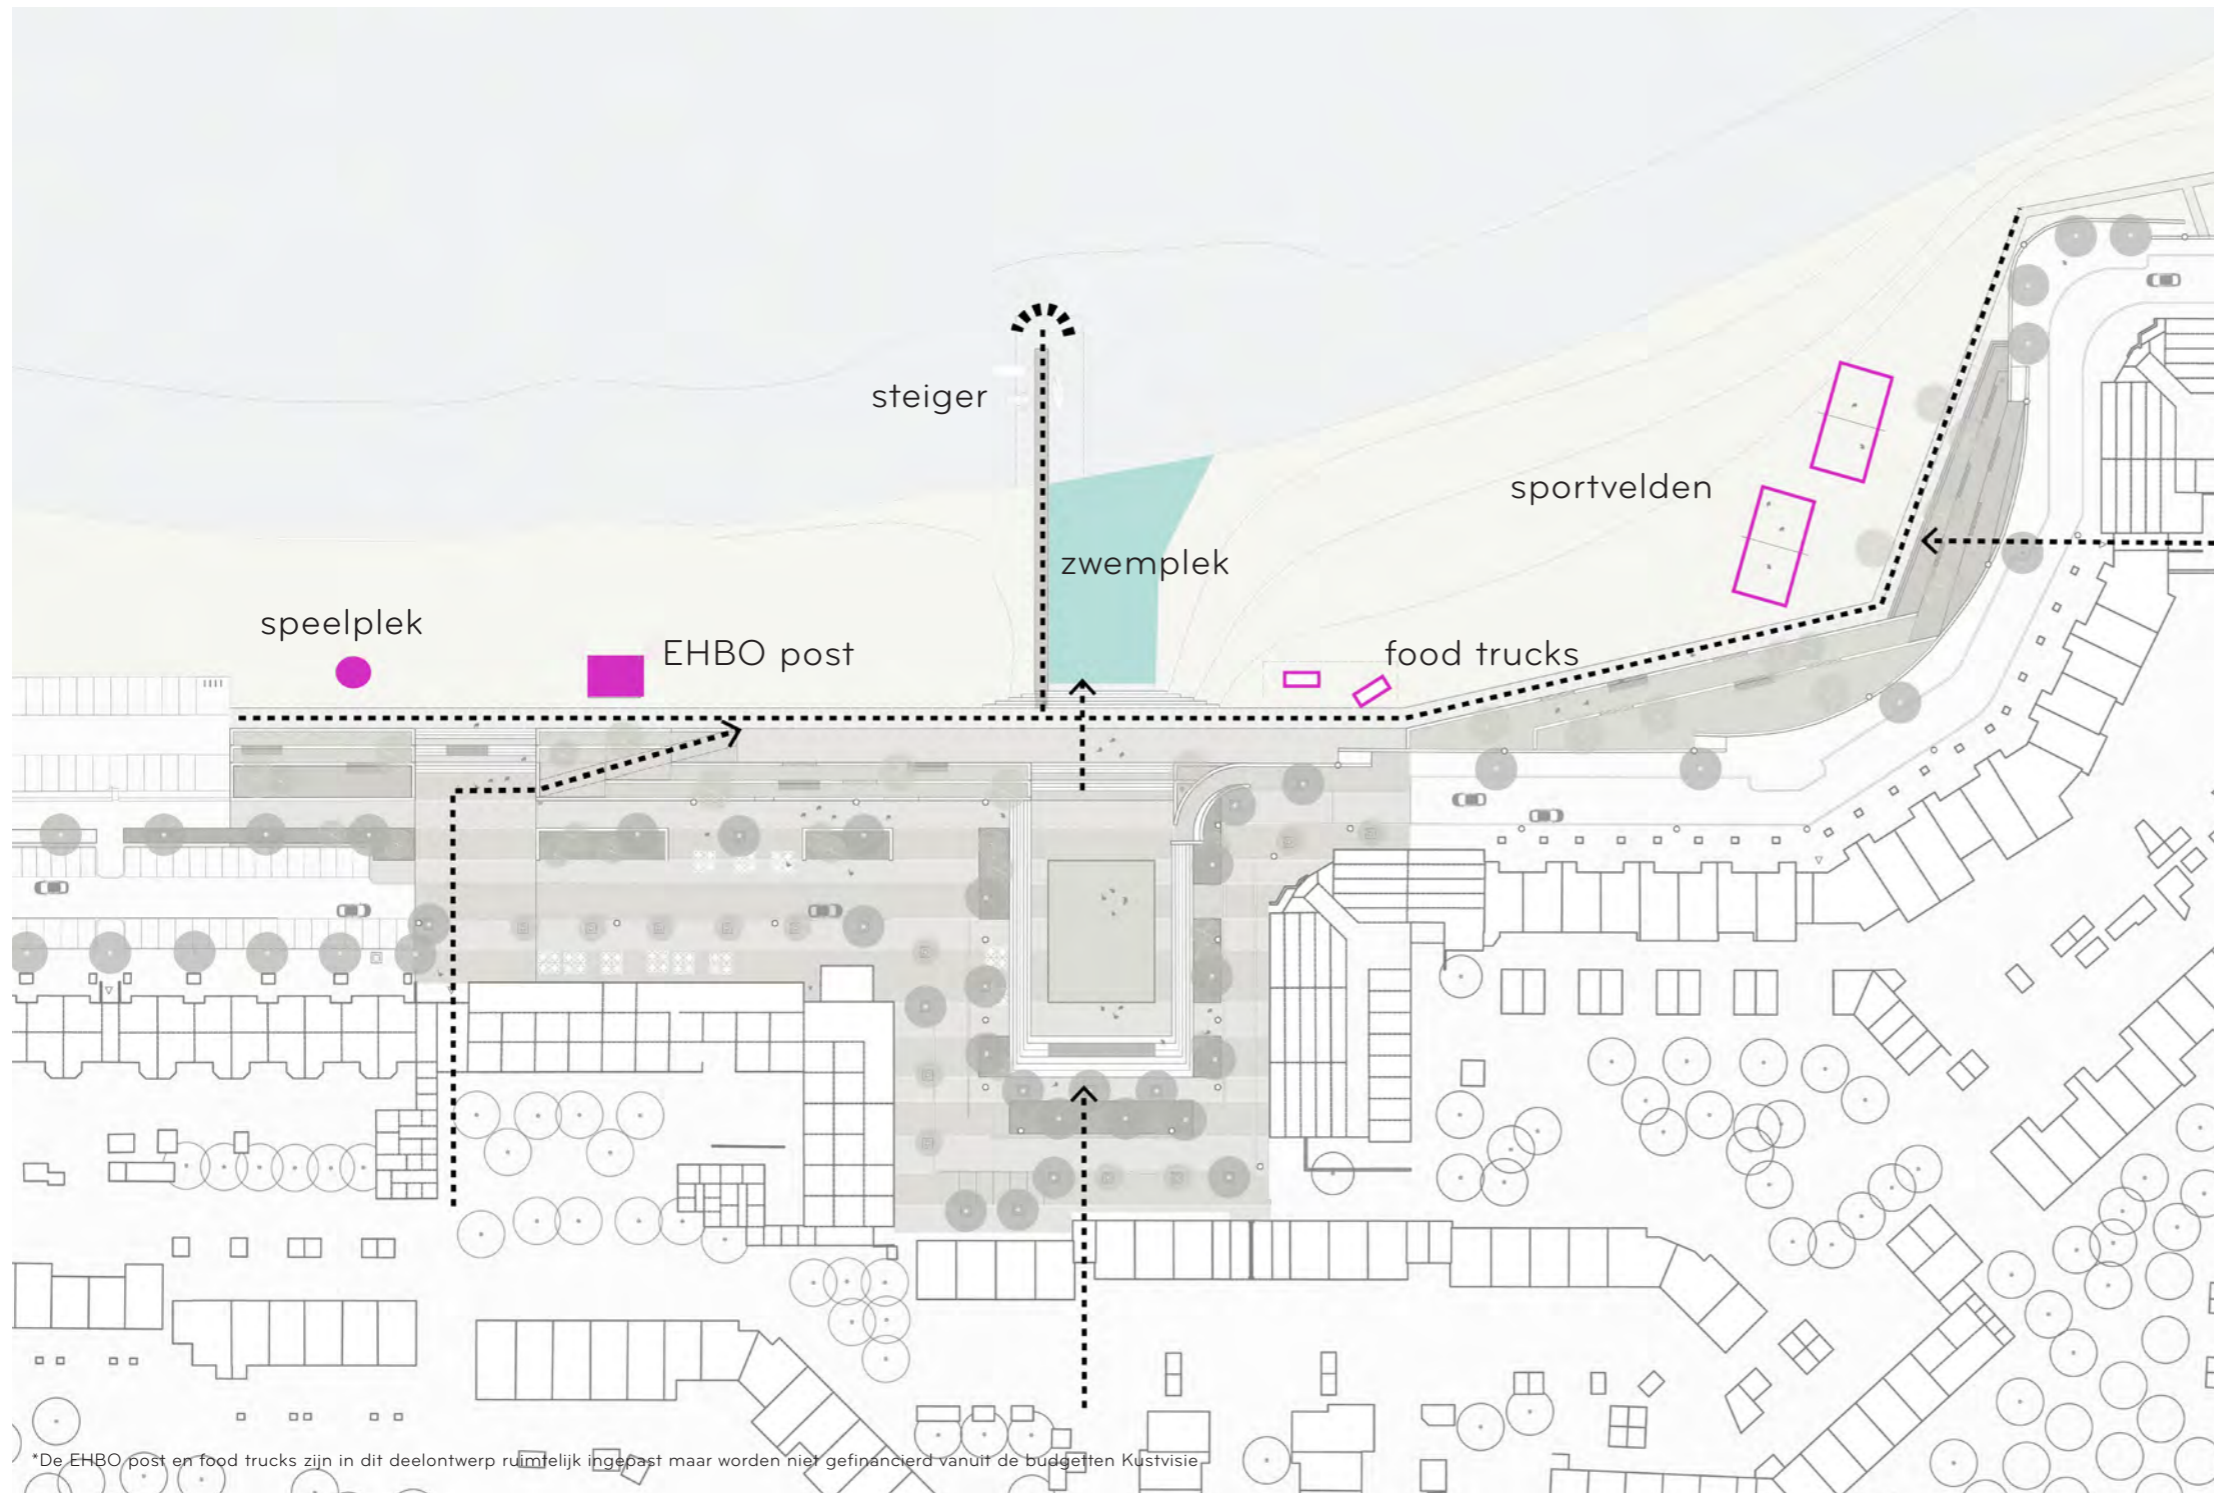 steiger
sportvelden
zwemplek
speelplek
EHBO post
food trucks
*De EHBO post en food trucks zijn in dit deelontwerp ruimtelijk ingepast maar worden niet gefinancierd vanuit de budgetten Kustvisie